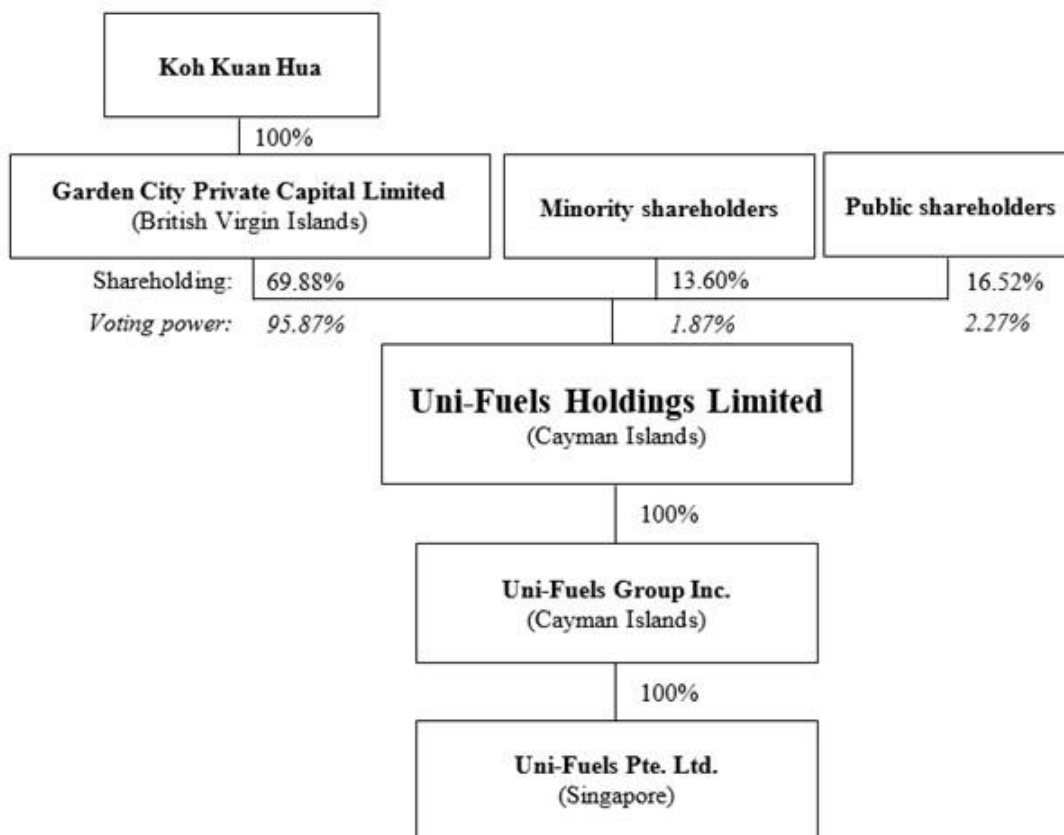 Koh Kuan Hua
100%
Garden City Private Capital Limited
(British Virgin Islands)
Minority shareholders
Public shareholders
Shareholding: 69.88% 13.60% 16.52%
Voting power: 95.87% 1.87% 2.27%
Uni-Fuels Holdings Limited
(Cayman Islands)
100%
Uni-Fuels Group Inc.
(Cayman Islands)
100%
Uni-Fuels Pte. Ltd.
(Singapore)